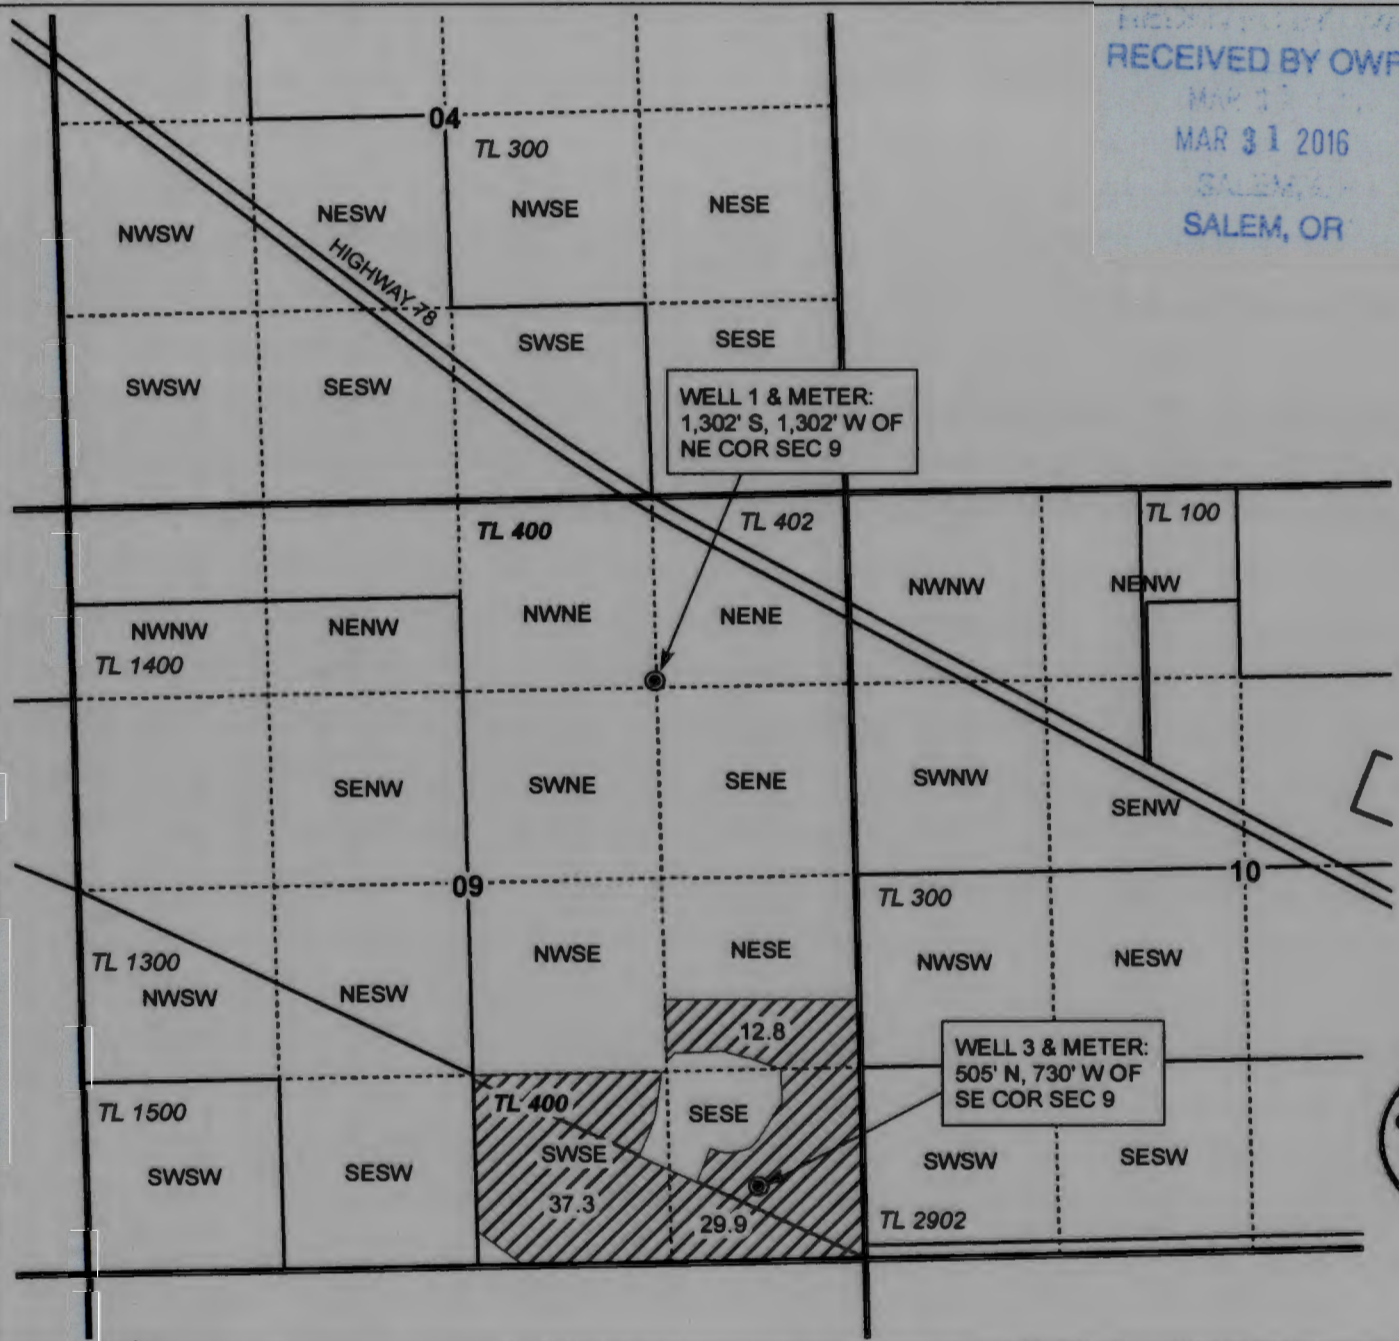 RECEIVED BY OWR
MAR 31 2016
SALEM, OR
04
TL 300
NWSW
NESW
NWSE
NESE
HIGHWAY 78
SWSW
SESW
SWSE
SESE
WELL 1 & METER:
1,302' S, 1,302' W OF
NE COR SEC 9
TL 400
TL 402
TL 100
NWNW
NENW
NWNE
NENE
NWNW
NENW
TL 1400
SENW
SWNE
SENE
SWNW
SENW
09
10
TL 300
TL 1300
NWSW
NESW
NWSE
NESE
NWSW
NESW
12.8
WELL 3 & METER:
505' N, 730' W OF
SE COR SEC 9
TL 1500
TL 400
SESE
SWSW
SESW
SWSE
SWSW
SESW
37.3
29.9
TL 2902